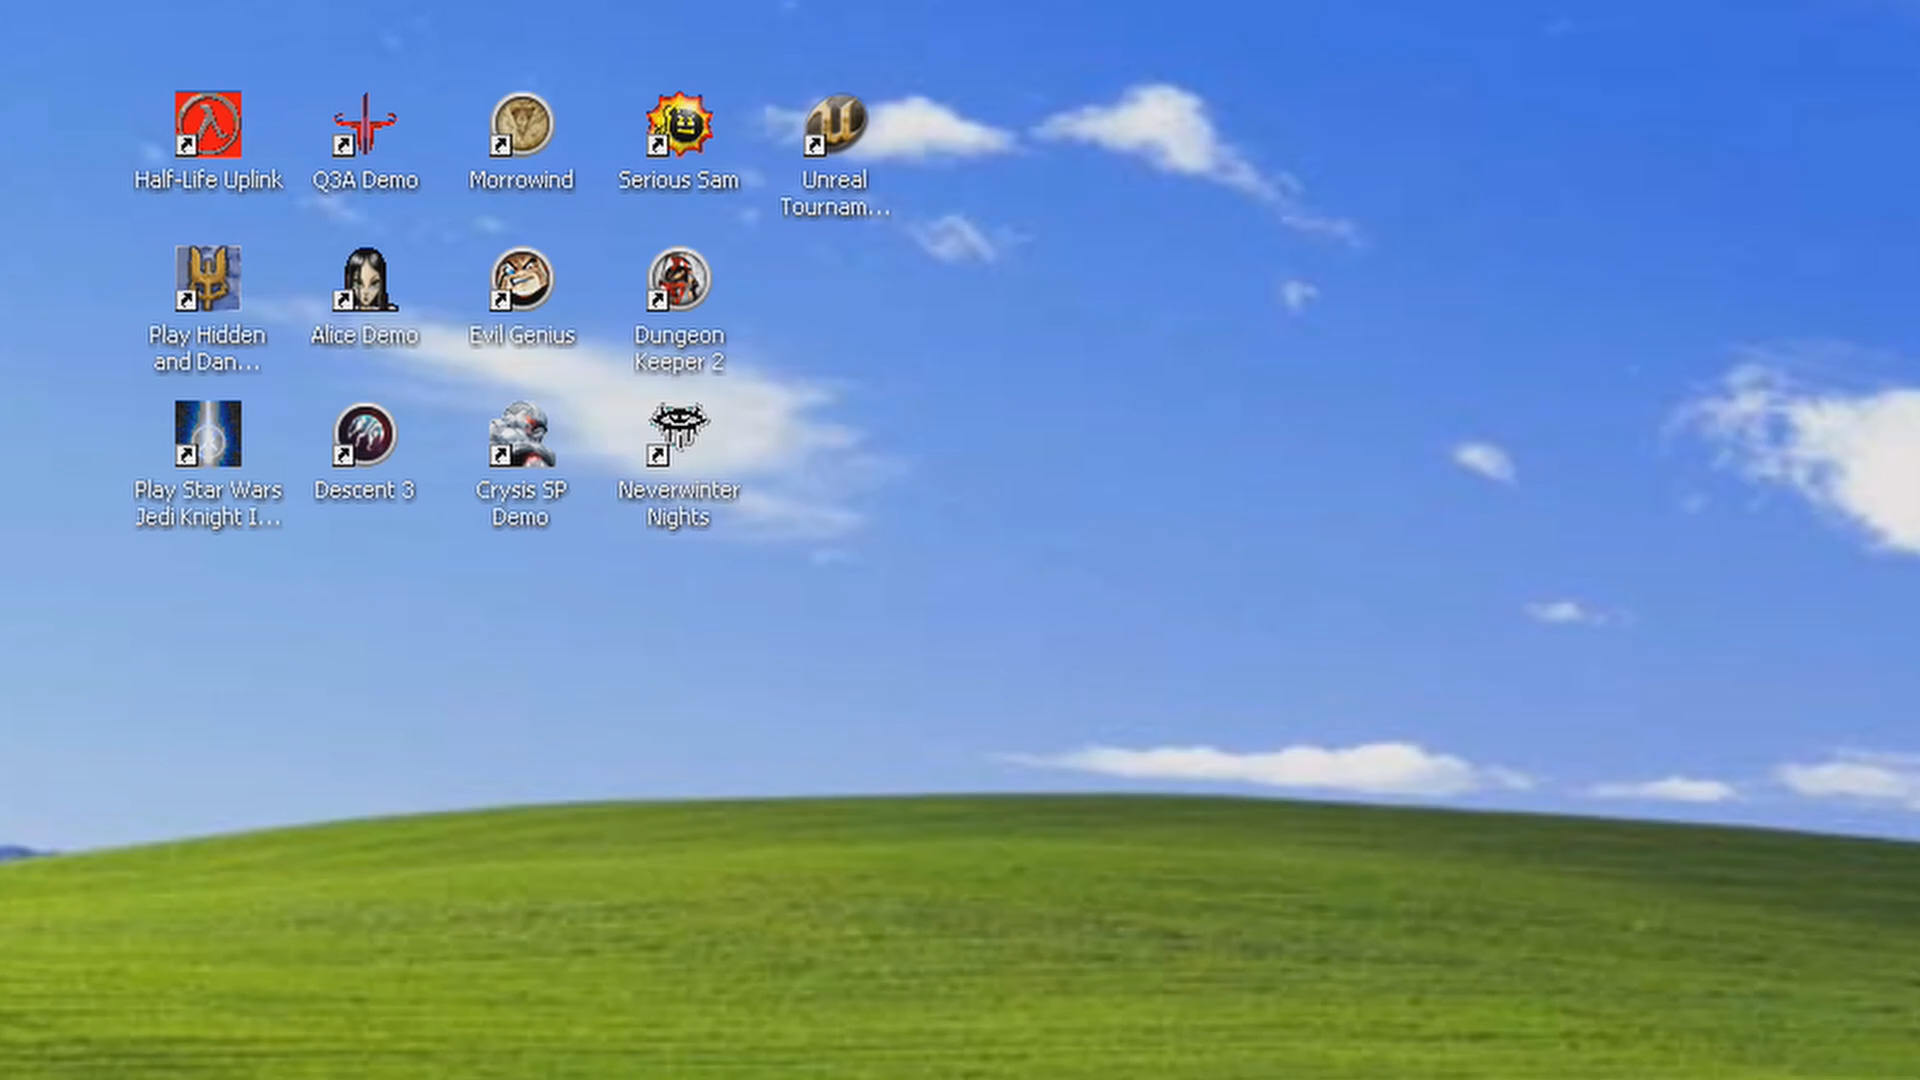 Half-Life Uplink
Q3A Demo
Morrowind
Serious Sam
Unreal
Tournam...
Play Hidden
and Dan...
Alice Demo
Evil Genius
Dungeon
Keeper 2
Play Star Wars
Jedi Knight I...
Descent 3
Crysis SP
Demo
Neverwinter
Nights